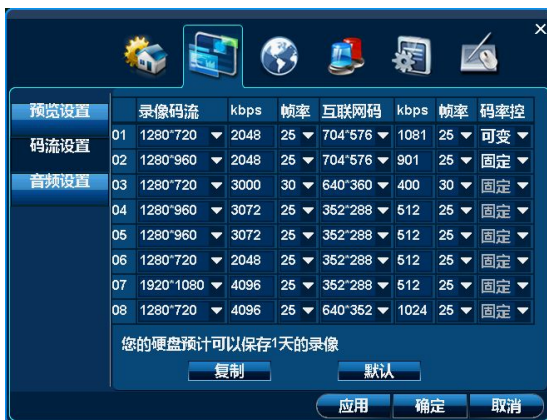 ×
预览设置
码流设置
音频设置
录像码流 kbps 帧率 互联网码 kbps 帧率 码率控
01 1280*720 2048 25 704*576 1081 25 可变
02 1280*960 2048 25 704*576 901 25 固定
03 1280*720 3000 30 640*360 400 30 固定
04 1280*960 3072 25 352*288 512 25 固定
05 1280*960 3072 25 352*288 512 25 固定
06 1280*720 2048 25 352*288 512 25 固定
07 1920*1080 4096 25 352*288 512 25 固定
08 1280*720 4096 25 640*352 1024 25 固定
您的硬盘预计可以保存1天的录像
复制 默认
应用 确定 取消